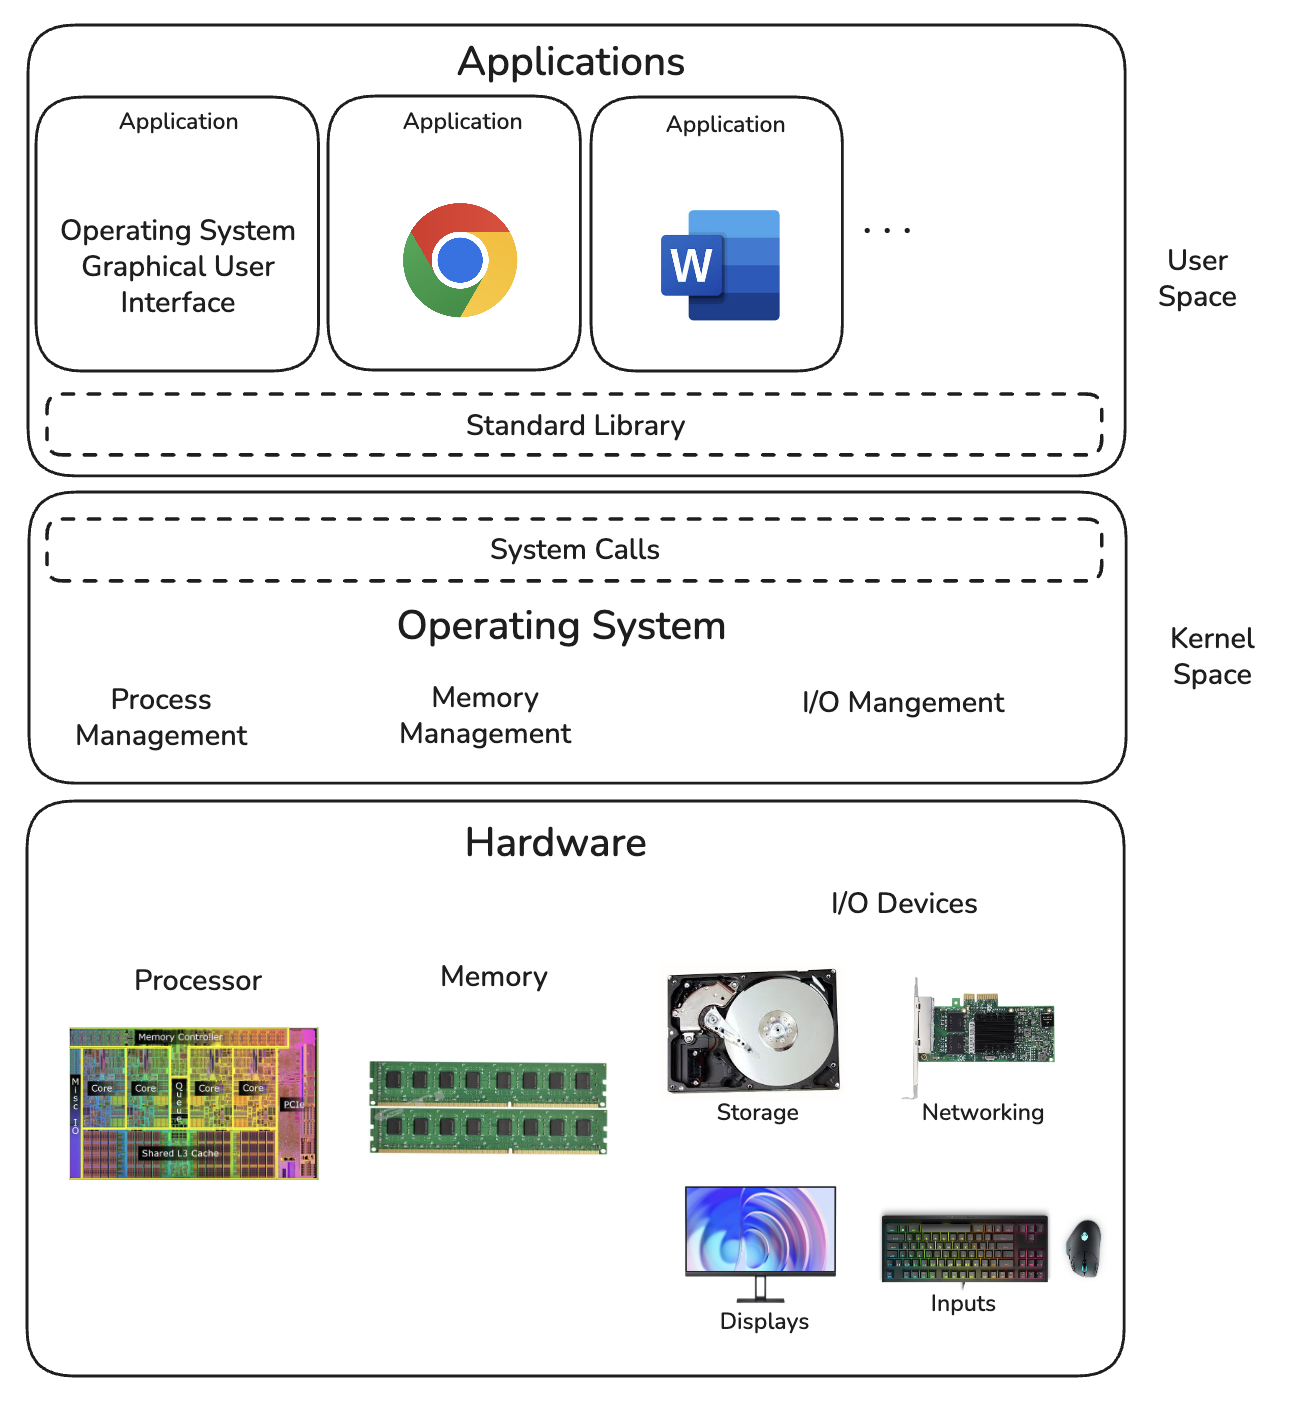 Applications
Application
Operating System
Graphical User
Interface
Application
Application
W
. . .
Standard Library
User
Space
System Calls
Operating System
Process
Management
Memory
Management
I/O Mangement
Kernel
Space
Hardware
I/O Devices
Processor
Memory Controller
Misc IO
Core
Core
Queue
Core
Core
PCIe
Shared L3 Cache
Memory
Storage
Networking
Displays
Inputs